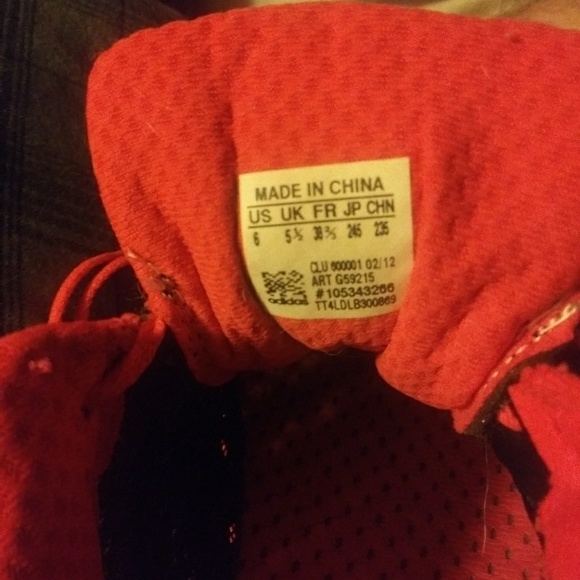 MADE IN CHINA
US UK FR JP CHN
6 5½ 38⅔ 245 235
CLU 600001 02/12
ART G59215
#105343266
TT4LDLB300869
adidas